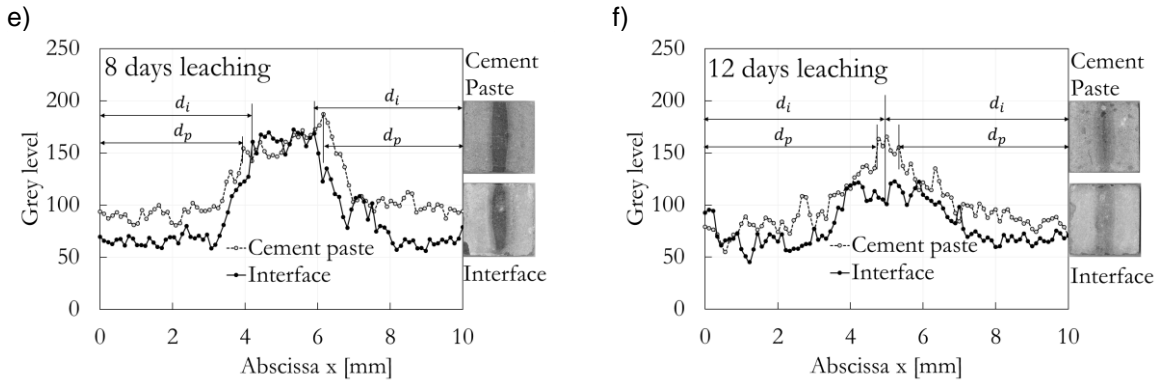 e)
250
200
150
100
50
0
Grey level
8 days leaching
d_i
d_i
d_p
d_p
Cement paste
Interface
0 2 4 6 8 10
Abscissa x [mm]
Cement
Paste
Interface
f)
250
200
150
100
50
0
Grey level
12 days leaching
d_i
d_i
d_p
d_p
Cement paste
Interface
0 2 4 6 8 10
Abscissa x [mm]
Cement
Paste
Interface